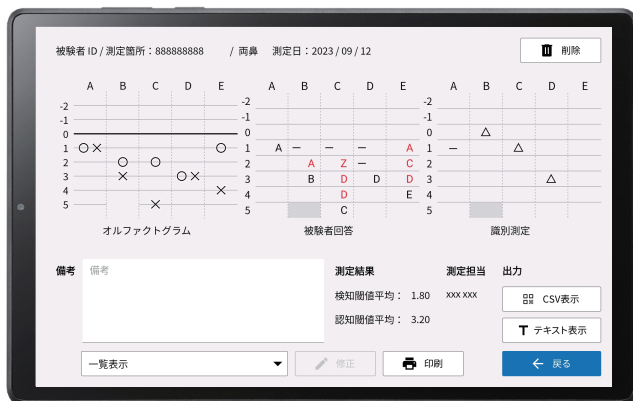 被験者 ID / 測定箇所：888888888 / 両鼻 測定日：2023 / 09 / 12
削除
A B C D E A B C D E A B C D E
-2 -2 -2
-1 -1 -1
0 0 0
1 1 A – – – A 1 –
2 2 A Z – C 2
3 3 B D D D 3
4 4 D E 4
5 5 C 5
オルファクトグラム 被験者回答 識別測定
備考 備考
測定結果 測定担当 出力
検知閾値平均： 1.80 xxx xxx CSV表示
認知閾値平均： 3.20
T テキスト表示
一覧表示 修正 印刷 戻る